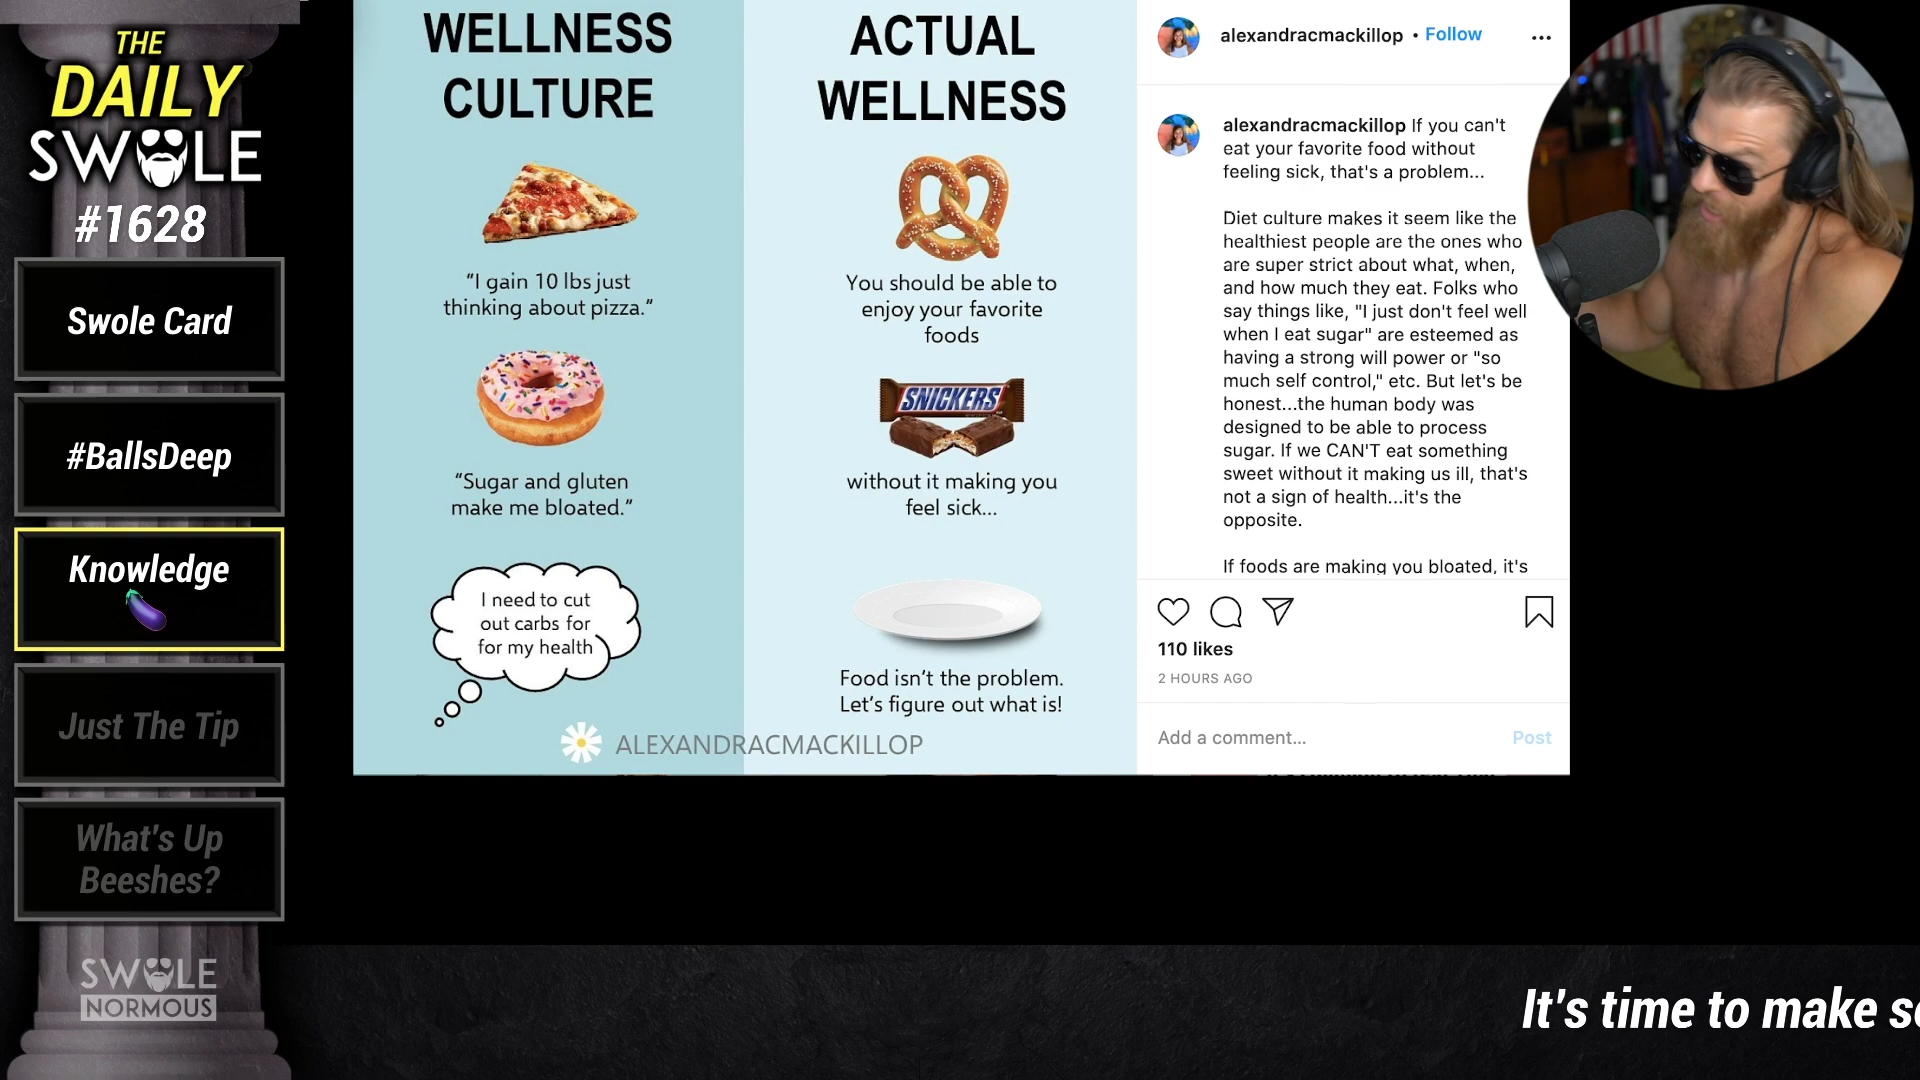 THE
DAILY
SWOLE
#1628
Swole Card
#BallsDeep
Knowledge
Just The Tip
What's Up
Beeshes?
SWOLE
NORMOUS
WELLNESS
CULTURE
"I gain 10 lbs just
thinking about pizza."
"Sugar and gluten
make me bloated."
I need to cut
out carbs for
for my health
ACTUAL
WELLNESS
You should be able to
enjoy your favorite
foods
SNICKERS
without it making you
feel sick...
Food isn't the problem.
Let's figure out what is!
ALEXANDRACMACKILLOP
alexandracmackillop • Follow
alexandracmackillop If you can't
eat your favorite food without
feeling sick, that's a problem...
Diet culture makes it seem like the
healthiest people are the ones who
are super strict about what, when,
and how much they eat. Folks who
say things like, "I just don't feel well
when I eat sugar" are esteemed as
having a strong will power or "so
much self control," etc. But let's be
honest...the human body was
designed to be able to process
sugar. If we CAN'T eat something
sweet without it making us ill, that's
not a sign of health...it's the
opposite.
If foods are making you bloated, it's
110 likes
2 HOURS AGO
Add a comment...
Post
It's time to make